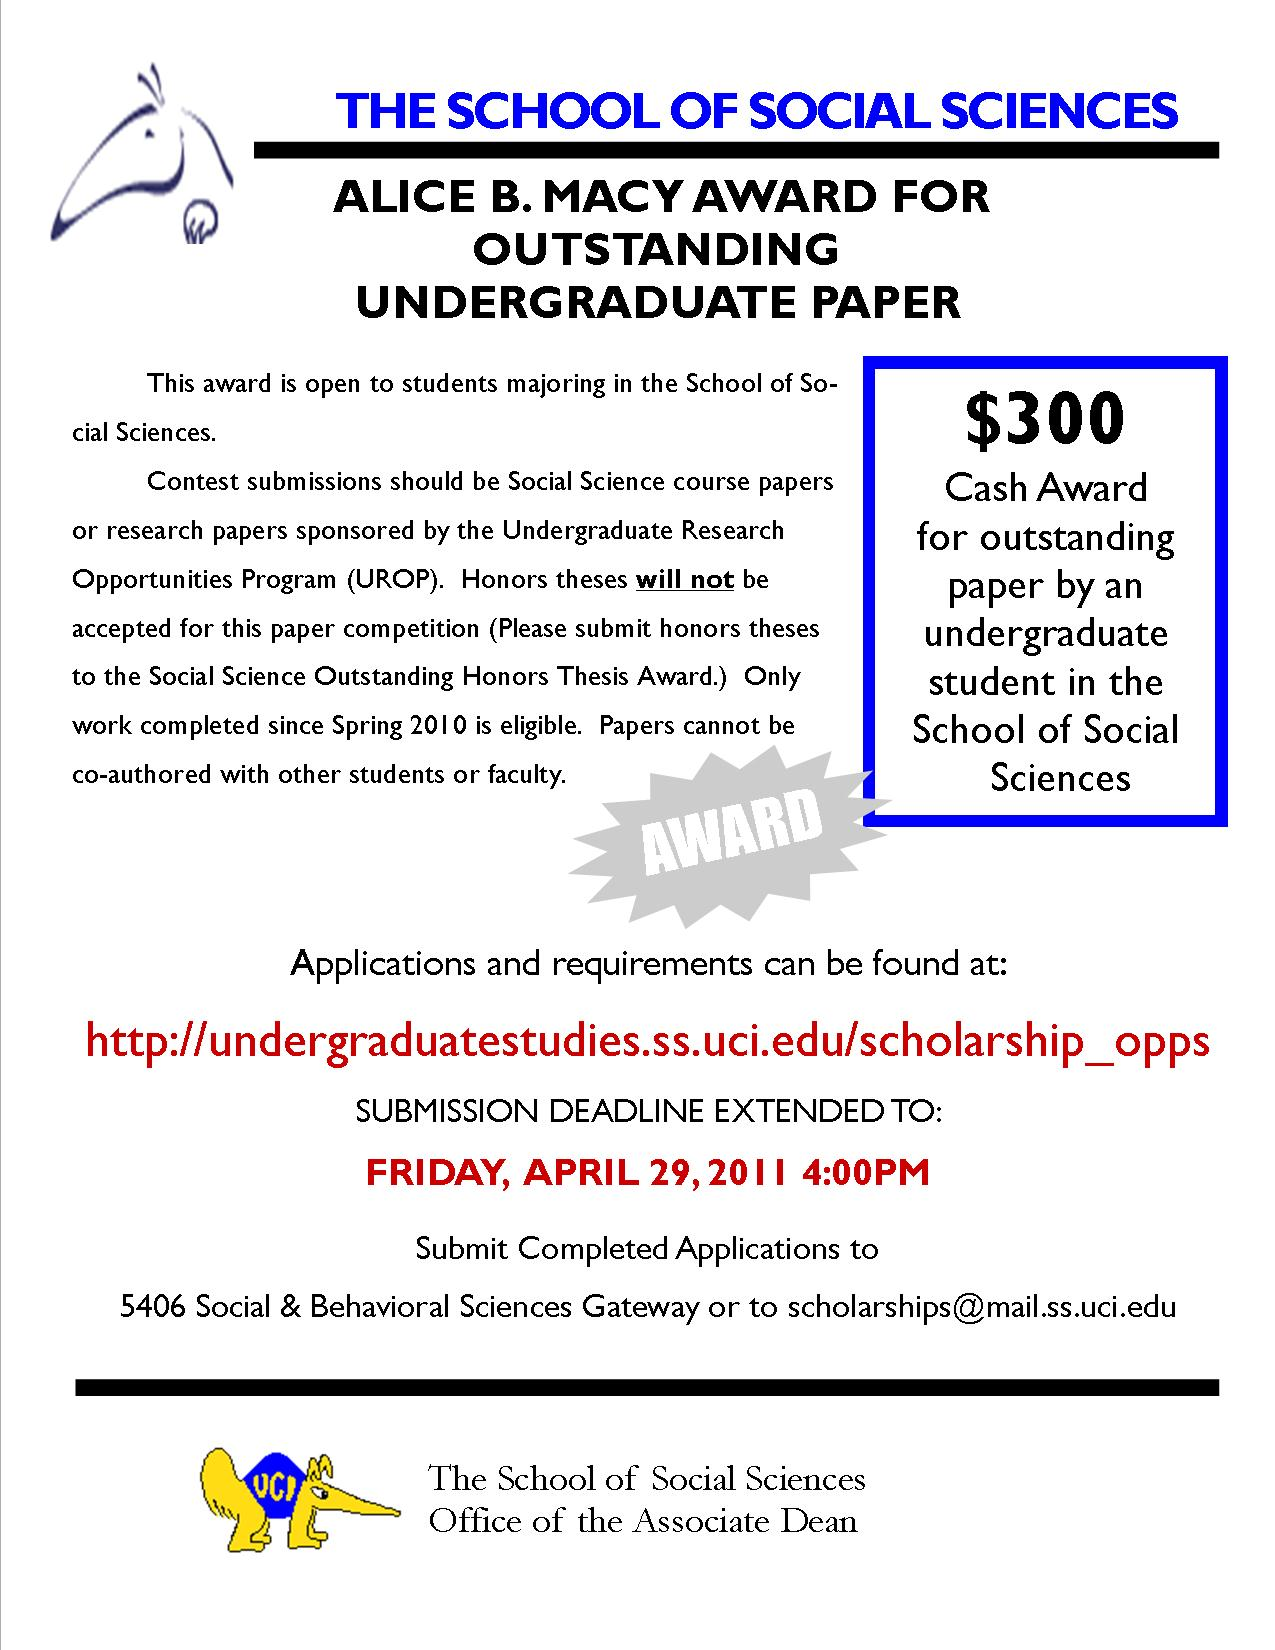 THE SCHOOL OF SOCIAL SCIENCES
ALICE B. MACY AWARD FOR
OUTSTANDING
UNDERGRADUATE PAPER
This award is open to students majoring in the School of So-
cial Sciences.
Contest submissions should be Social Science course papers
or research papers sponsored by the Undergraduate Research
Opportunities Program (UROP).  Honors theses will not be
accepted for this paper competition (Please submit honors theses
to the Social Science Outstanding Honors Thesis Award.)  Only
work completed since Spring 2010 is eligible.  Papers cannot be
co-authored with other students or faculty.
$300
Cash Award
for outstanding
paper by an
undergraduate
student in the
School of Social
Sciences
AWARD
Applications and requirements can be found at:
http://undergraduatestudies.ss.uci.edu/scholarship_opps
SUBMISSION DEADLINE EXTENDED TO:
FRIDAY, APRIL 29, 2011 4:00PM
Submit Completed Applications to
5406 Social & Behavioral Sciences Gateway or to scholarships@mail.ss.uci.edu
UCI
The School of Social Sciences
Office of the Associate Dean